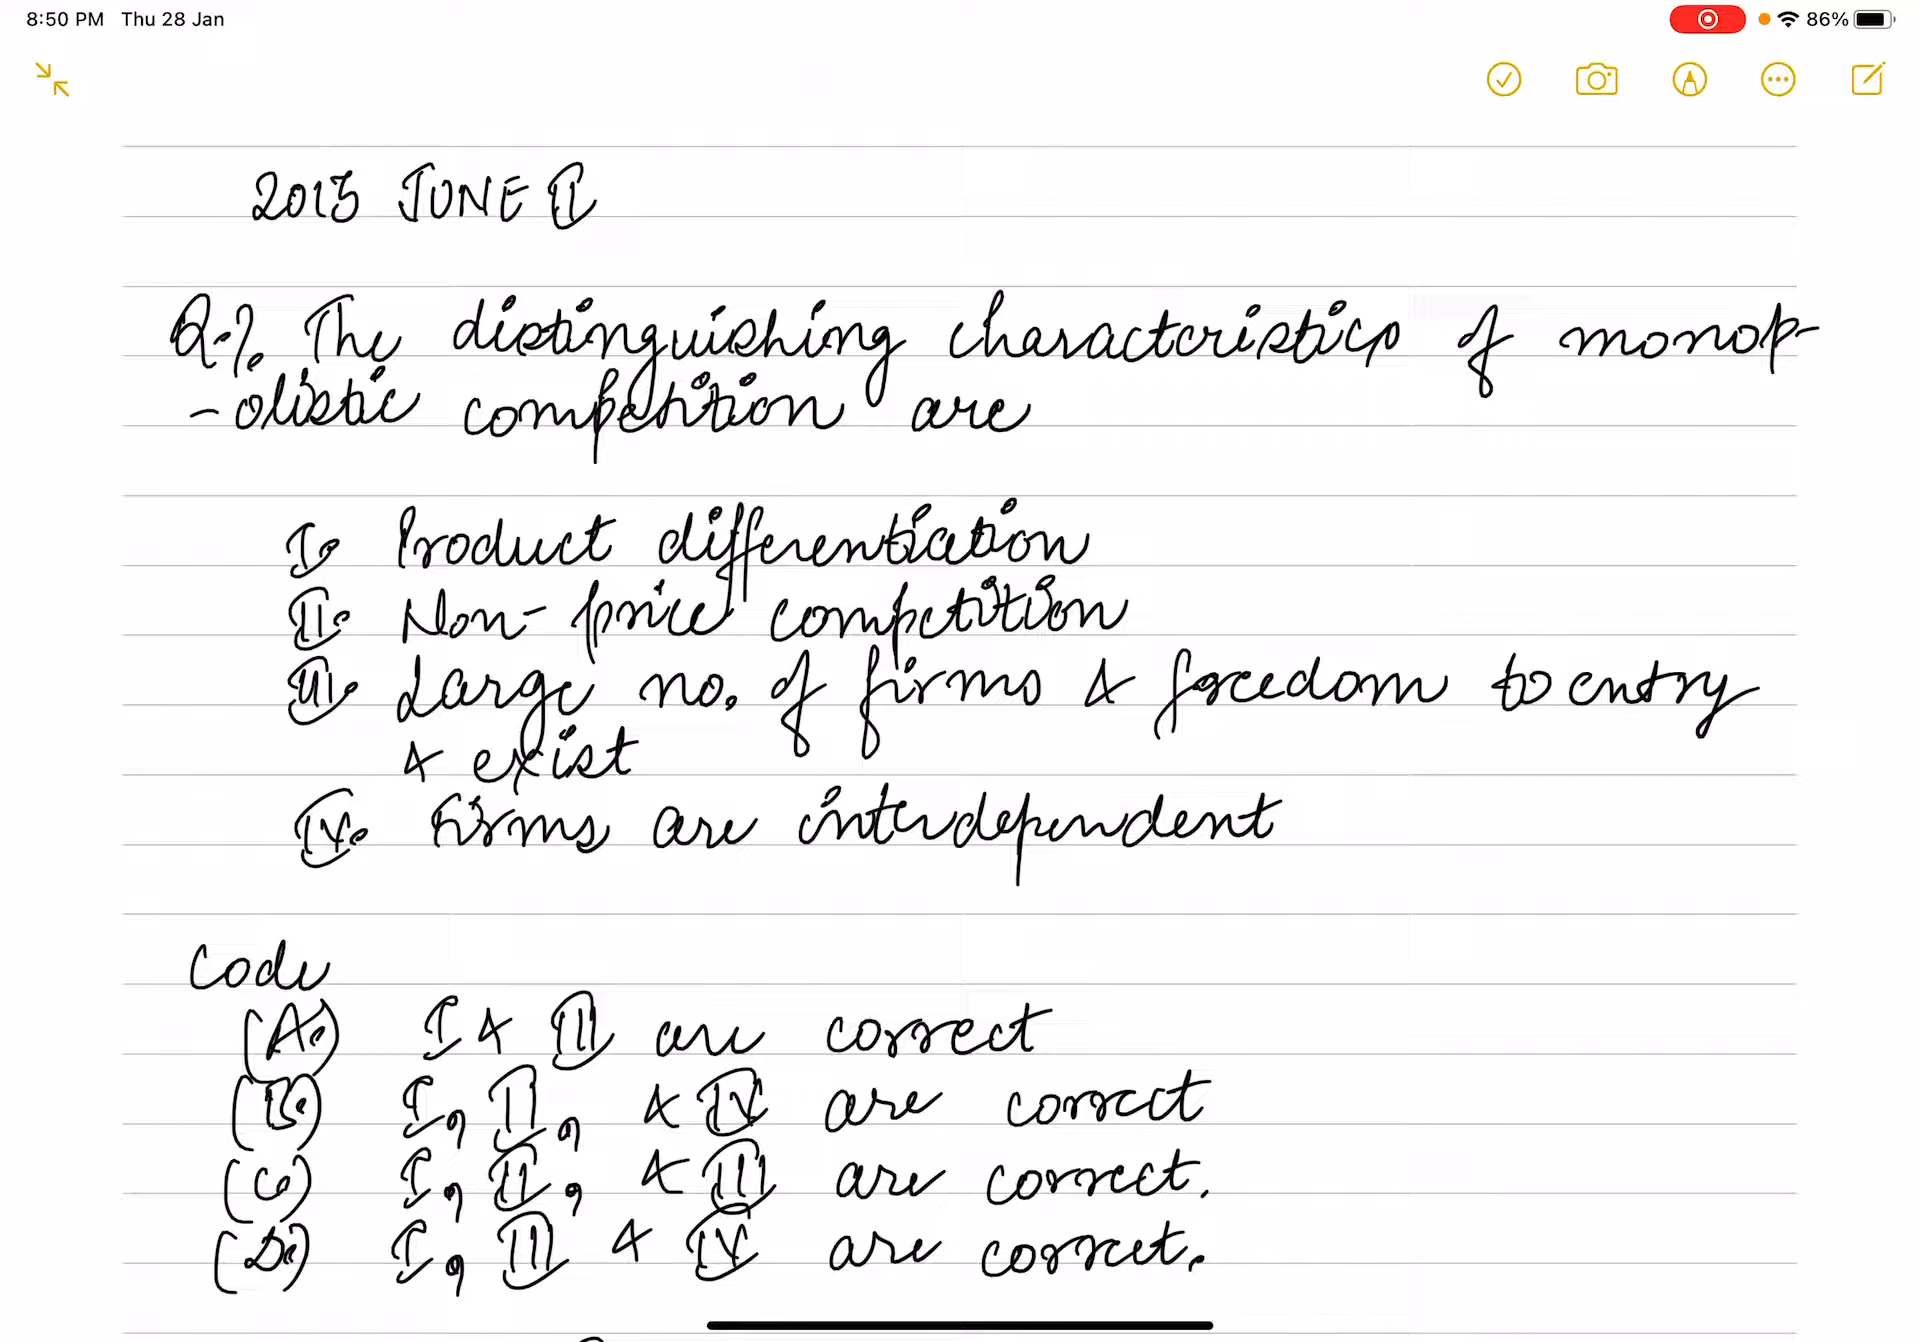 8:50 PM Thu 28 Jan
86%
2015 JUNE II
Q.1. The distinguishing characteristics of monop-
-olistic competition are
I. Product differentiation
II. Non-price competition
III. Large no. of firms & freedom to entry
& exist
IV. Firms are interdependent
Code
(A.) I & III are correct
(B.) I, II, & IV are correct
(C.) I, II, & III are correct.
(D.) I, III & IV are correct.